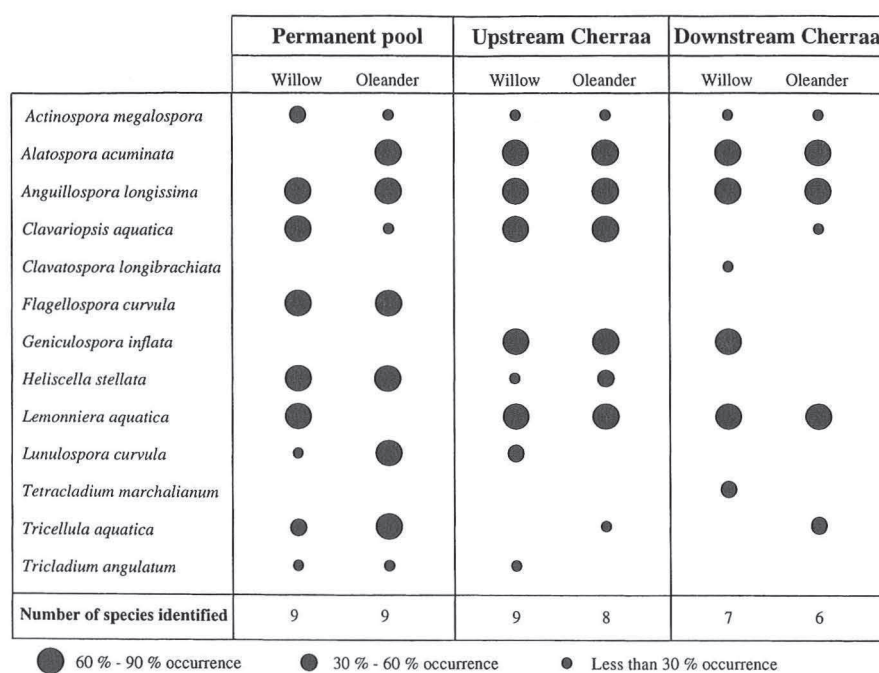 Permanent pool Upstream Cherraa Downstream Cherraa
Willow Oleander Willow Oleander Willow Oleander
Actinospora megalospora
Alatospora acuminata
Anguillospora longissima
Clavariopsis aquatica
Clavatospora longibrachiata
Flagellospora curvula
Geniculospora inflata
Heliscella stellata
Lemonniera aquatica
Lunulospora curvula
Tetracladium marchalianum
Tricellula aquatica
Tricladium angulatum
Number of species identified 9 9 9 8 7 6
60 % - 90 % occurrence 30 % - 60 % occurrence Less than 30 % occurrence